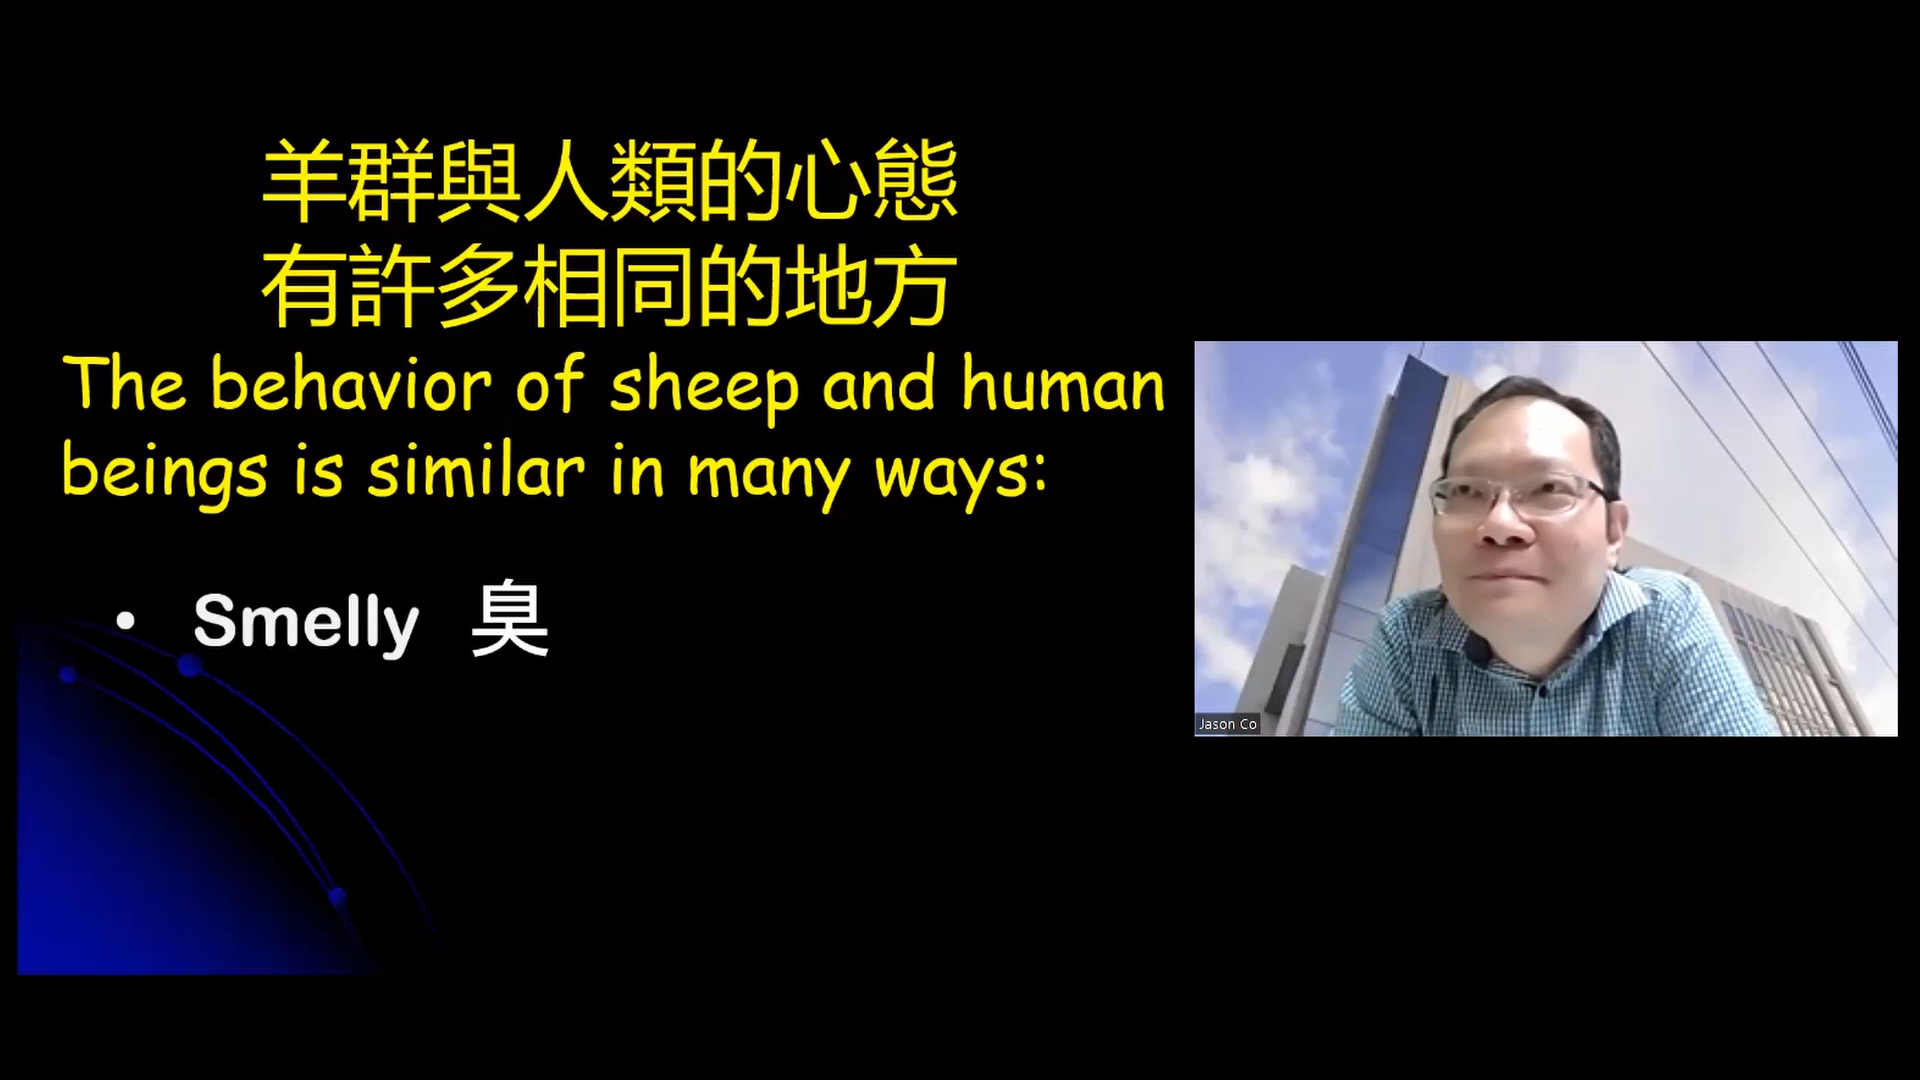 羊群與人類的心態
有許多相同的地方
The behavior of sheep and human
beings is similar in many ways:
• Smelly 臭
Jason Co